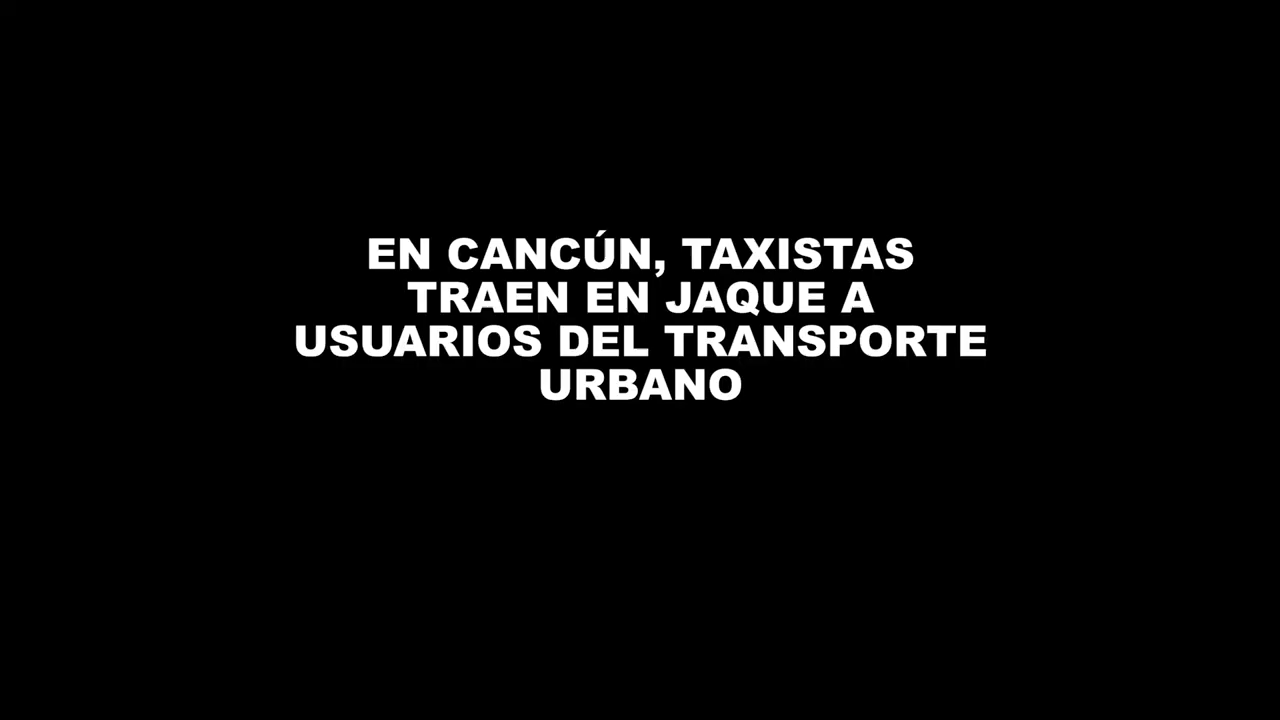 EN CANCÚN, TAXISTAS
TRAEN EN JAQUE A
USUARIOS DEL TRANSPORTE
URBANO